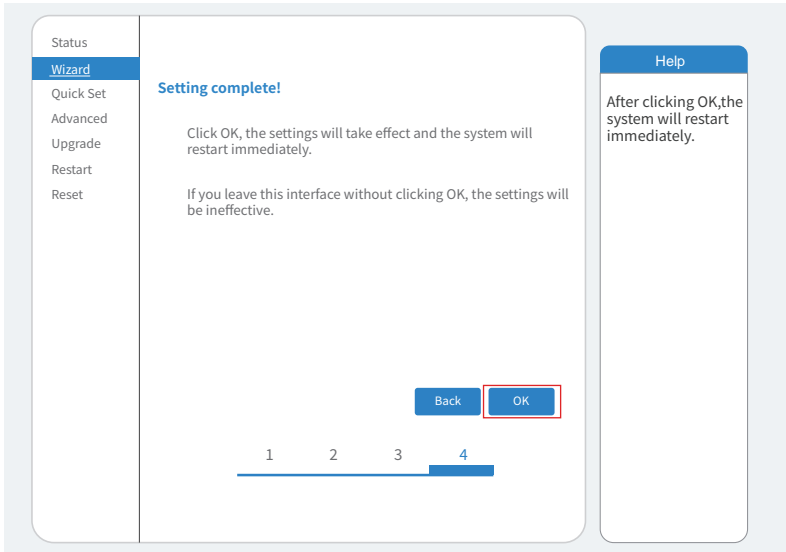 Status
Wizard
Quick Set
Advanced
Upgrade
Restart
Reset
Setting complete!
Click OK, the settings will take effect and the system will
restart immediately.
If you leave this interface without clicking OK, the settings will
be ineffective.
Back
OK
1 2 3 4
Help
After clicking OK,the
system will restart
immediately.